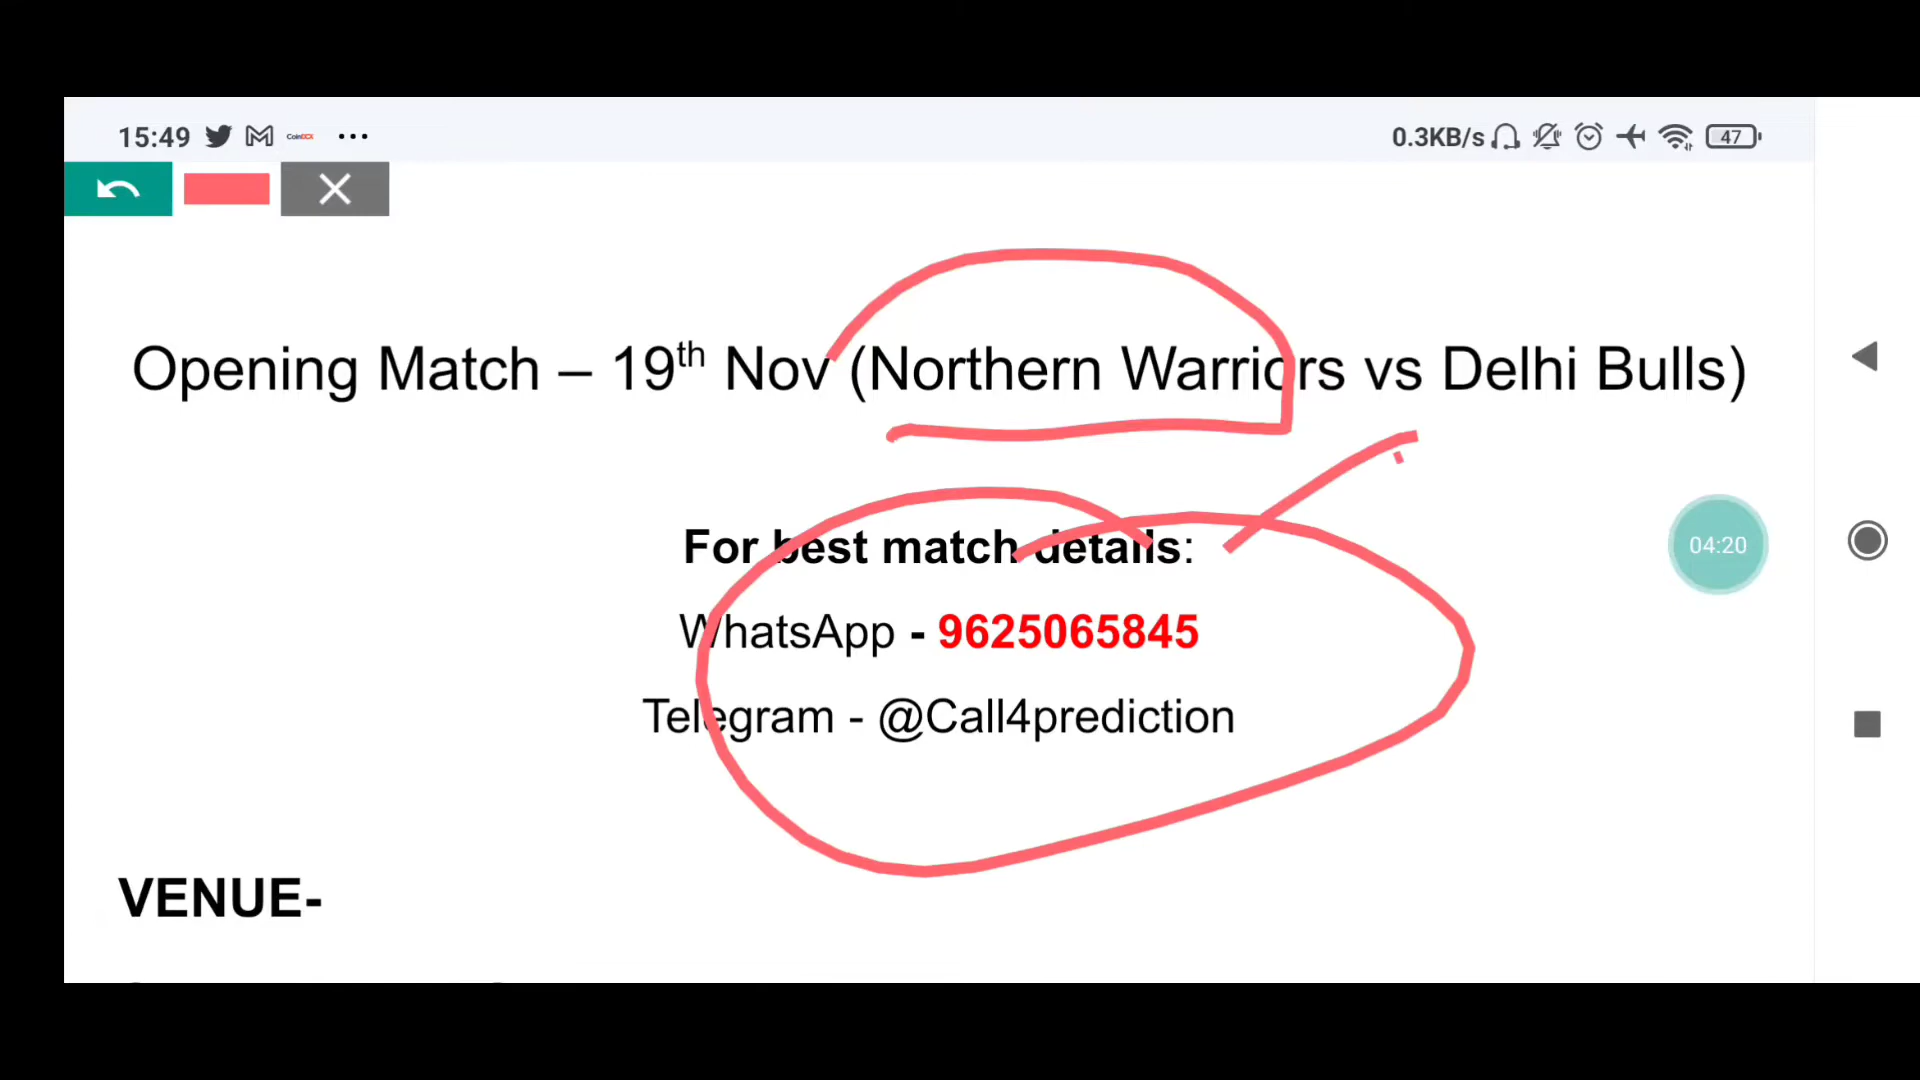 15:49 CoinDCX ... 0.3KB/s 47
Opening Match – 19th Nov (Northern Warriors vs Delhi Bulls)
For best match details:
04:20
WhatsApp - 9625065845
Telegram - @Call4prediction
VENUE-